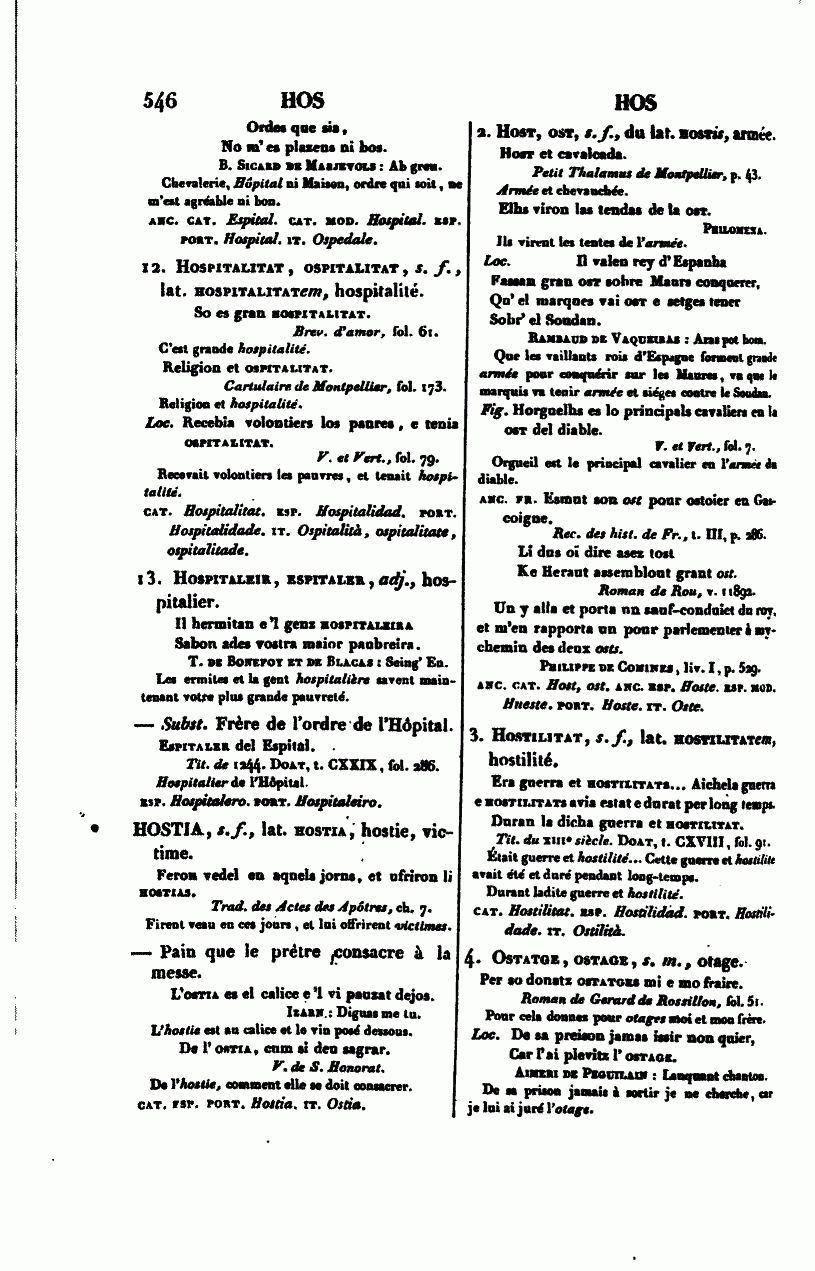 546 HOS
Ordes que sia,
No m'es plazens ni bos.
B. SICARD DE MARJEVOLS : Ab greu.
Chevalerie, Hôpital ni Maison, ordre qui soit, ne
m'est agréable ni bon.
ANC. CAT. Espital. CAT. MOD. Hospital. ESP.
PORT. Hospital. IT. Ospedale.
12. HOSPITALITAT, OSPITALITAT, s. f.,
lat. HOSPITALITATem, hospitalité.
So es gran HOSPITALITAT.
Brev. d'amor, fol. 61.
C'est grande hospitalité.
Religion et OSPITALITAT.
Cartulaire de Montpellier, fol. 173.
Religion et hospitalité.
Loc. Recebia volontiers los paures, e tenia
OSPITALITAT.
V. et Vert., fol. 79.
Recevait volontiers les pauvres, et tenait hospi-
talité.
CAT. Hospitalitat. ESP. Hospitalidad. PORT.
Hospitalidade. IT. Ospitalità, ospitalitate,
ospitalitade.
13. HOSPITALEIR, ESPITALER, adj., hos-
pitalier.
Il hermitan e'l gens HOSPITALEIRA
Sabon ades vostra maior paubreira.
T. DE BONEFOY ET DE BLACAS : Seing' En.
Les ermites et la gent hospitalière savent main-
tenant votre plus grande pauvreté.
— Subst. Frère de l'ordre de l'Hôpital.
ESPITALER del Espital.
Tit. de 1244. DOAT, t. CXXIX, fol. 286.
Hospitalier de l'Hôpital.
ESP. Hospitalero. PORT. Hospitaleiro.
HOSTIA, s. f., lat. HOSTIA, hostie, vic-
time.
Feron vedel en aquels jorns, et ufriron li
HOSTIAS.
Trad. des Actes des Apôtres, ch. 7.
Firent veau en ces jours, et lui offrirent victimes.
— Pain que le prêtre consacre à la
messe.
L'OSTIA es el calice e'l vi pauzat dejos.
IZARN : Diguas me tu.
L'hostie est au calice et le vin posé dessous.
De l' OSTIA, cum si deu sagrar.
V. de S. Honorat.
De l'hostie, comment elle se doit consacrer.
CAT. ESP. PORT. Hostia. IT. Ostia.
HOS
2. HOST, OST, s. f., du lat. HOSTIS, armée.
HOST et cavalcada.
Petit Thalamus de Montpellier, p. 43.
Armée et chevauchée.
Elhs viron las tendas de la OST.
PHILOMENA.
Ils virent les tentes de l'armée.
Loc. Il valen rey d'Espanha
Fassan gran OST sobre Maurs conquerer,
Qu' el marques vai OST e setges tener
Sobr' el Soudan.
RAMBAUD DE VAQUEIRAS : Aras pot hom.
Que les vaillants rois d'Espagne forment grande
armée pour conquérir sur les Maures, vu que le
marquis va tenir armée et siéges contre le Soudan.
Fig. Horguelhs es lo principals cavaliers en la
OST del diable.
V. et Vert., fol. 7.
Orgueil est le principal cavalier en l'armée du
diable.
ANC. FR. Esmut son ost pour ostoier en Gas-
coigne.
Rec. des hist. de Fr., t. III, p. 286.
Li dus oï dire asez tost
Ke Heraut assemblout grant ost.
Roman de Rou, v. 11892.
Un y alla et porta un sauf-conduict du roy,
et m'en rapporta un pour parlementer à my-
chemin des deux osts.
PHILIPPE DE COMINES, liv. I, p. 529.
ANC. CAT. Host, ost. ANC. ESP. Hoste. ESP. MOD.
Hueste. PORT. Hoste. IT. Oste.
3. HOSTILITAT, s. f., lat. HOSTILITATem,
hostilité.
Era guerra et HOSTILITATS... Aichela guerra
e HOSTILITATS avia estat e durat per long temps.
Duran la dicha guerra et HOSTILITAT.
Tit. du XIIIe siècle. DOAT, t. CXVIII, fol. 91.
Était guerre et hostilité... Cette guerre et hostilité
avait été et duré pendant long-temps.
Durant ladite guerre et hostilité.
CAT. Hostilitat. ESP. Hostilidad. PORT. Hostili-
dade. IT. Ostilità.
4. OSTATGE, OSTAGE, s. m., otage.
Per so donatz OSTATGES mi e mo fraire.
Roman de Gerard de Rossillon, fol. 51.
Pour cela donnes pour otages moi et mon frère.
Loc. De sa preison jamas issir non quier,
Car l'ai plevitz l' OSTAGE.
AIMERI DE PEGUILAIN : Lanquant chanton.
De sa prison jamais à sortir je ne cherche, car
je lui ai juré l'otage.